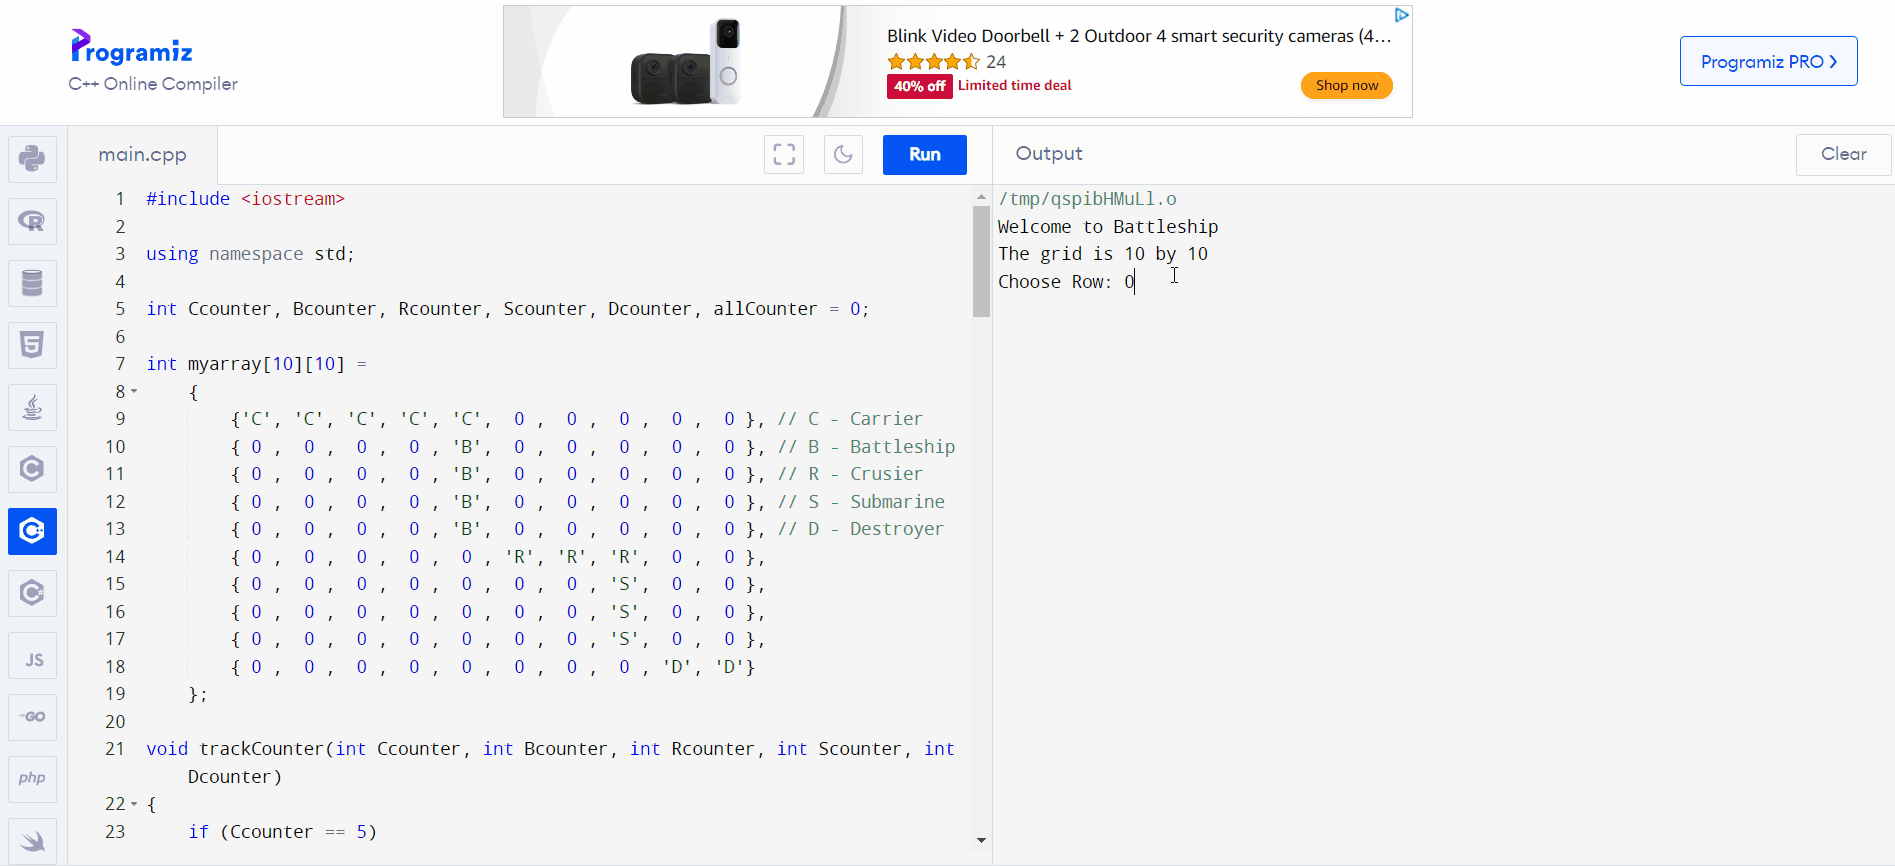 Programiz
C++ Online Compiler
Blink Video Doorbell + 2 Outdoor 4 smart security cameras (4...
24
40% off Limited time deal
Shop now
Programiz PRO
main.cpp
Run
Output
Clear
1 #include <iostream>
2
3 using namespace std;
4
5 int Ccounter, Bcounter, Rcounter, Scounter, Dcounter, allCounter = 0;
6
7 int myarray[10][10] =
8 {
9 {'C', 'C', 'C', 'C', 'C', 0 , 0 , 0 , 0 , 0 }, // C - Carrier
10 { 0 , 0 , 0 , 0 , 'B', 0 , 0 , 0 , 0 , 0 }, // B - Battleship
11 { 0 , 0 , 0 , 0 , 'B', 0 , 0 , 0 , 0 , 0 }, // R - Crusier
12 { 0 , 0 , 0 , 0 , 'B', 0 , 0 , 0 , 0 , 0 }, // S - Submarine
13 { 0 , 0 , 0 , 0 , 'B', 0 , 0 , 0 , 0 , 0 }, // D - Destroyer
14 { 0 , 0 , 0 , 0 , 0 , 'R', 'R', 'R', 0 , 0 },
15 { 0 , 0 , 0 , 0 , 0 , 0 , 0 , 'S', 0 , 0 },
16 { 0 , 0 , 0 , 0 , 0 , 0 , 0 , 'S', 0 , 0 },
17 { 0 , 0 , 0 , 0 , 0 , 0 , 0 , 'S', 0 , 0 },
18 { 0 , 0 , 0 , 0 , 0 , 0 , 0 , 0 , 'D', 'D'}
19 };
20
21 void trackCounter(int Ccounter, int Bcounter, int Rcounter, int Scounter, int
Dcounter)
22 {
23 if (Ccounter == 5)
/tmp/qspibHMuLl.o
Welcome to Battleship
The grid is 10 by 10
Choose Row: 0
R
5
C
C
C
JS
GO
php